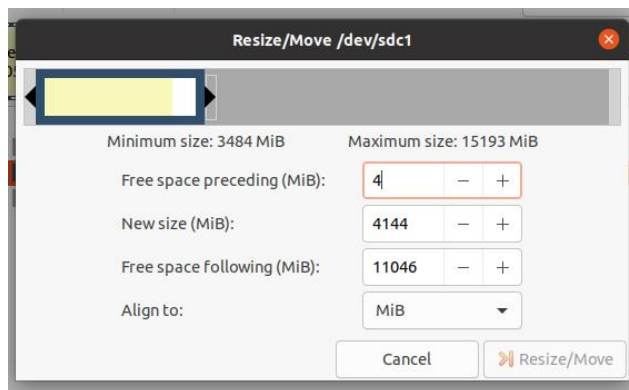 Resize/Move /dev/sdc1
Minimum size: 3484 MiB Maximum size: 15193 MiB
Free space preceding (MiB): 4 − +
New size (MiB): 4144 − +
Free space following (MiB): 11046 − +
Align to: MiB
Cancel Resize/Move